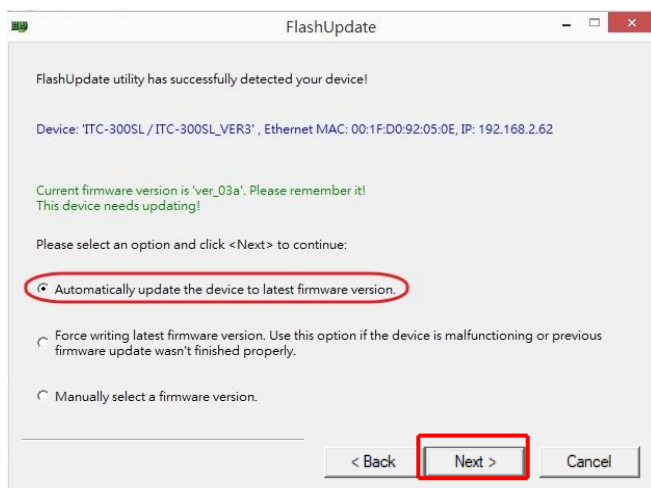 FlashUpdate
FlashUpdate utility has successfully detected your device!
Device: 'ITC-300SL / ITC-300SL_VER3' , Ethernet MAC: 00:1F:D0:92:05:0E, IP: 192.168.2.62
Current firmware version is 'ver_03a'. Please remember it!
This device needs updating!
Please select an option and click <Next> to continue:
Automatically update the device to latest firmware version.
Force writing latest firmware version. Use this option if the device is malfunctioning or previous
firmware update wasn't finished properly.
Manually select a firmware version.
< Back
Next >
Cancel